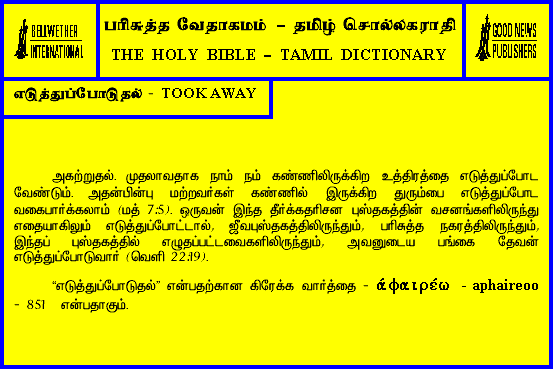 BELLWETHER
INTERNATIONAL
பரிசுத்த வேதாகமம் – தமிழ் சொல்லகராதி
THE HOLY BIBLE – TAMIL DICTIONARY
GOOD NEWS
PUBLISHERS
எடுத்துப்போடுதல் - TOOK AWAY
அகற்றுதல். முதலாவதாக நாம் நம் கண்ணிலிருக்கிற உத்திரத்தை எடுத்துப்போட
வேண்டும். அதன்பின்பு மற்றவர்கள் கண்ணில் இருக்கிற துரும்பை எடுத்துப்போட
வகைபார்க்கலாம் (மத் 7:5). ஒருவன் இந்த தீர்க்கதரிசன புஸ்தகத்தின் வசனங்களிலிருந்து
எதையாகிலும் எடுத்துப்போட்டால், ஜீவபுஸ்தகத்திலிருந்தும், பரிசுத்த நகரத்திலிருந்தும்,
இந்தப் புஸ்தகத்தில் எழுதப்பட்டவைகளிலிருந்தும், அவனுடைய பங்கை தேவன்
எடுத்துப்போடுவார் (வெளி 22:19).
“எடுத்துப்போடுதல்” என்பதற்கான கிரேக்க வார்த்தை - ἀφαιρέω - aphaireoo
- 851 என்பதாகும்.